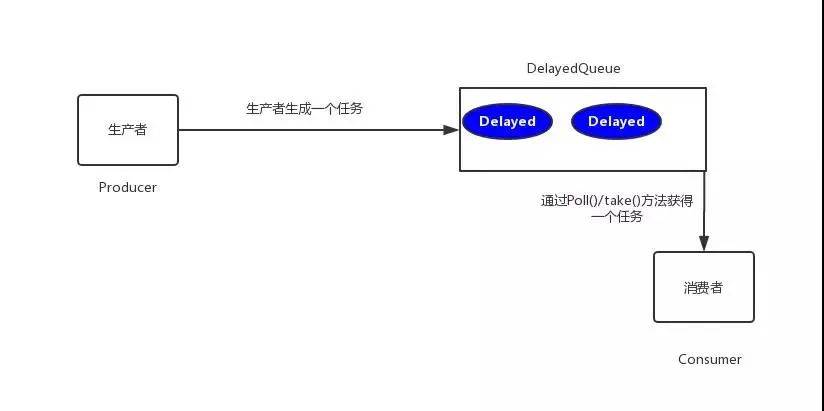 DelayedQueue
生产者生成一个任务
生产者
Delayed
Delayed
Producer
通过Poll()/take()方法获得
一个任务
消费者
Consumer